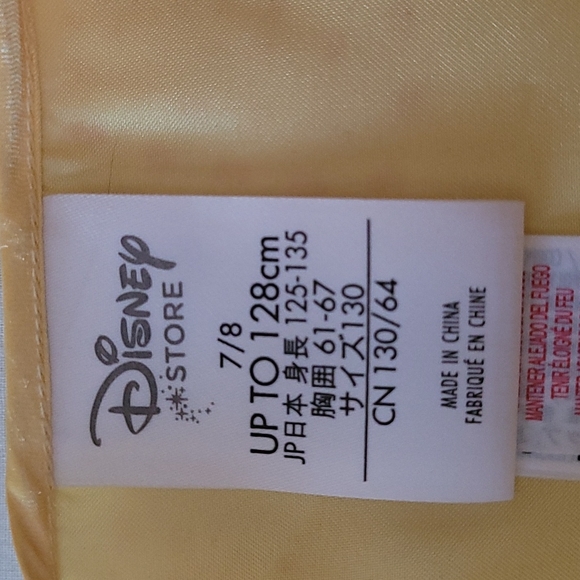 Disney
STORE
7/8
UP TO 128cm
JP日本 身長 125-135
胸囲 61-67
サイズ130
CN 130/64
MADE IN CHINA
FABRIQUÉ EN CHINE
MANTENER ALEJADO DEL FUEGO
TENIR ÉLOIGNÉ DU FEU